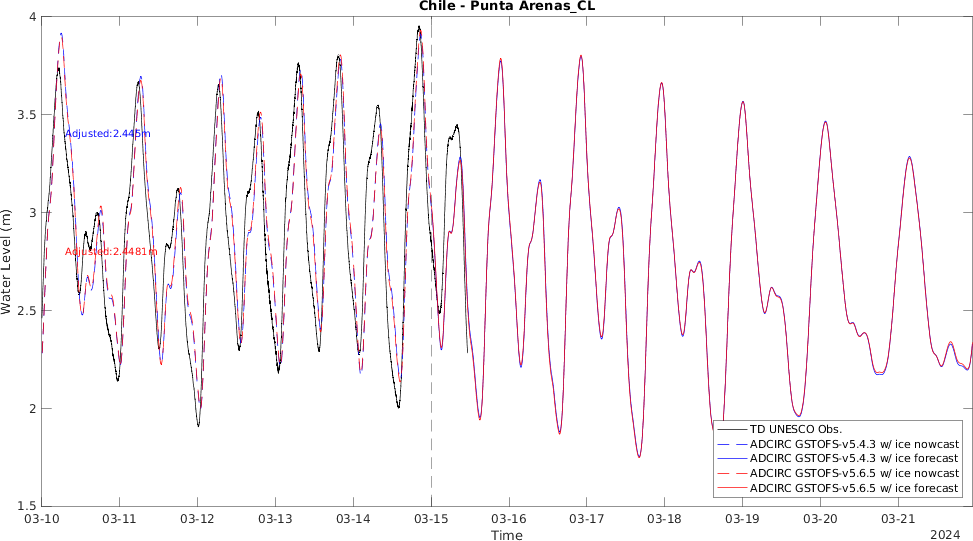 Chile - Punta Arenas_CL
4
3.5
3
2.5
2
1.5
Water Level (m)
Adjusted:2.445m
Adjusted:2.4481m
TD UNESCO Obs.
ADCIRC GSTOFS-v5.4.3 w/ ice nowcast
ADCIRC GSTOFS-v5.4.3 w/ ice forecast
ADCIRC GSTOFS-v5.6.5 w/ ice nowcast
ADCIRC GSTOFS-v5.6.5 w/ ice forecast
03-10 03-11 03-12 03-13 03-14 03-15 03-16 03-17 03-18 03-19 03-20 03-21
Time
2024